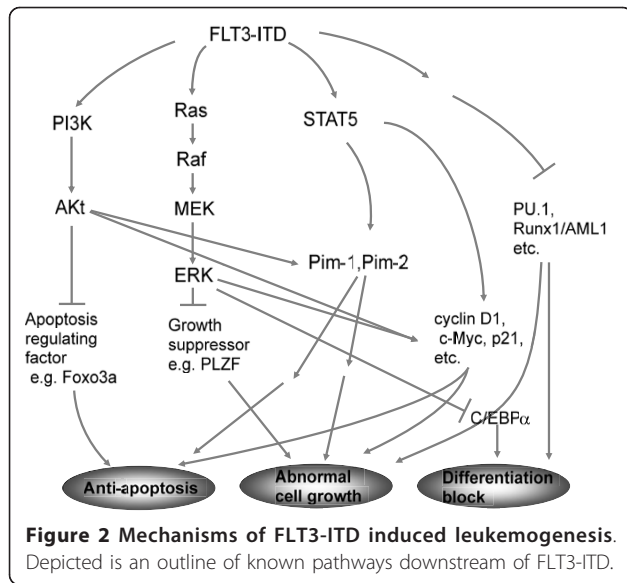 FLT3-ITD
PI3K
Ras
STAT5
Raf
AKt
MEK
PU.1,
Runx1/AML1
etc.
Pim-1,Pim-2
ERK
Apoptosis
regulating
factor
e.g. Foxo3a
Growth
suppressor
e.g. PLZF
cyclin D1,
c-Myc, p21,
etc.
C/EBPα
Anti-apoptosis
Abnormal
cell growth
Differentiation
block
Figure 2 Mechanisms of FLT3-ITD induced leukemogenesis.
Depicted is an outline of known pathways downstream of FLT3-ITD.